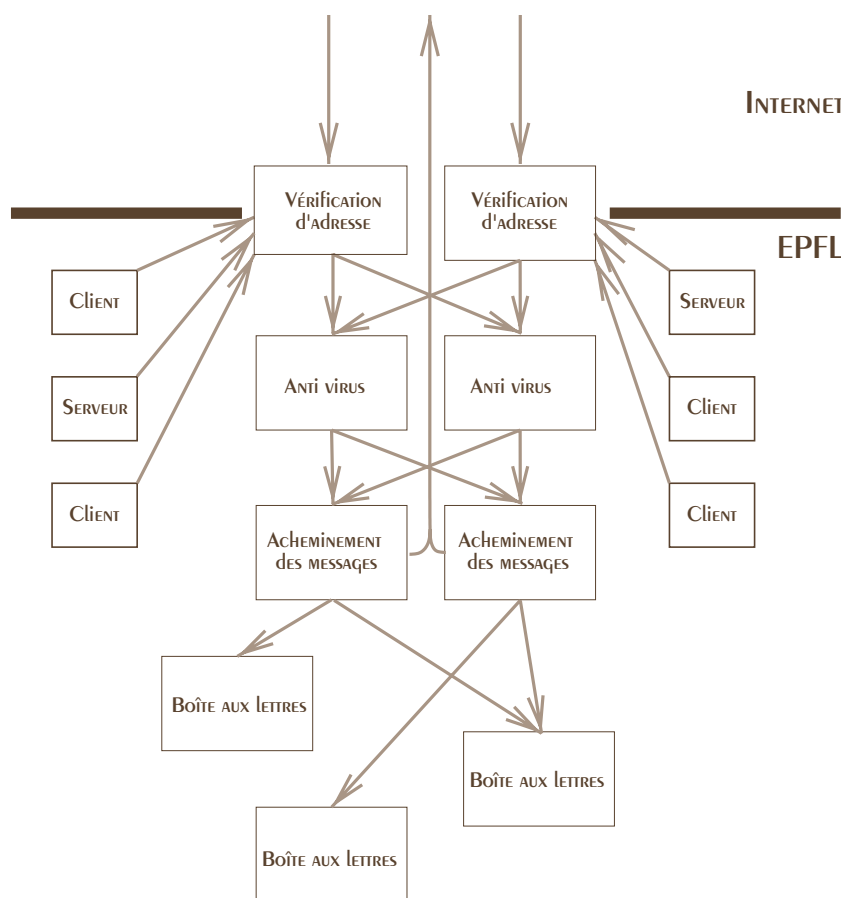 Internet
Vérification
d'adresse
Vérification
d'adresse
EPFL
Client
Serveur
Anti virus
Anti virus
Serveur
Client
Client
Client
Acheminement
des messages
Acheminement
des messages
Boîte aux lettres
Boîte aux lettres
Boîte aux lettres